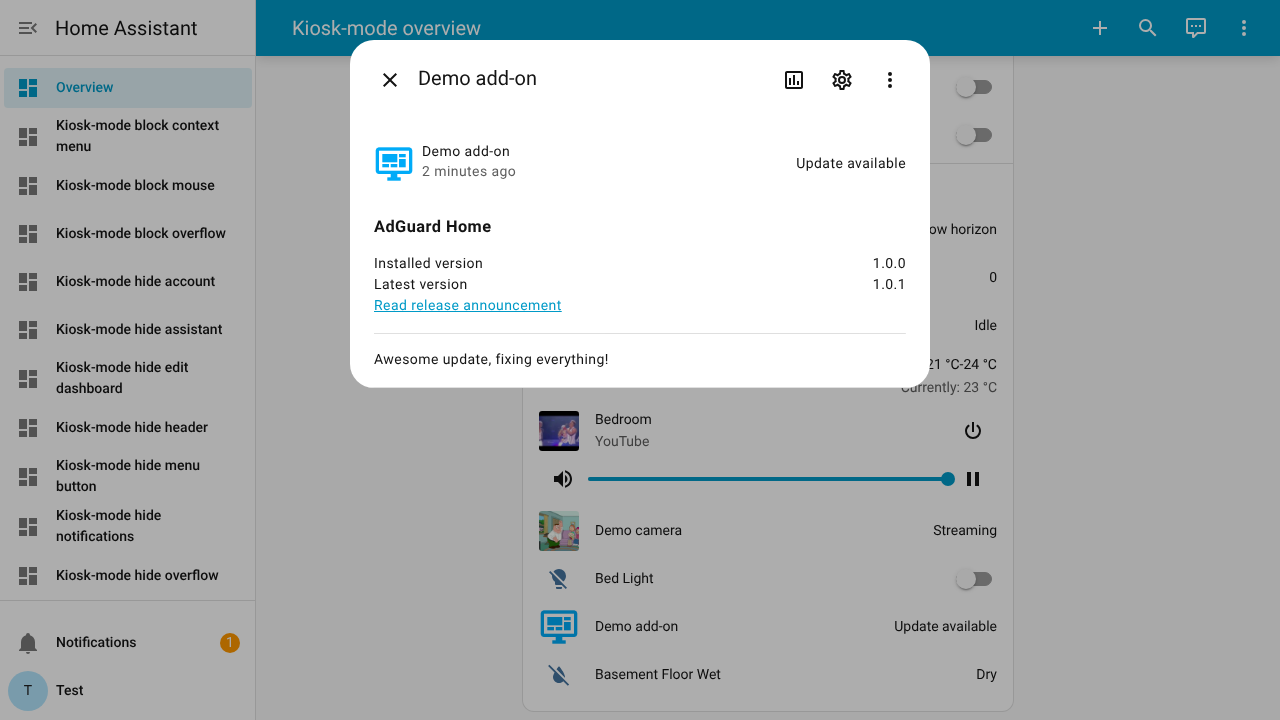 Home Assistant
Kiosk-mode overview
Overview
Kiosk-mode block context
menu
Kiosk-mode block mouse
Kiosk-mode block overflow
Kiosk-mode hide account
Kiosk-mode hide assistant
Kiosk-mode hide edit
dashboard
Kiosk-mode hide header
Kiosk-mode hide menu
button
Kiosk-mode hide
notifications
Kiosk-mode hide overflow
Notifications
1
T
Test
Demo add-on
Demo add-on
2 minutes ago
Update available
AdGuard Home
Installed version 1.0.0
Latest version 1.0.1
Read release announcement
Awesome update, fixing everything!
ow horizon
0
Idle
21 °C-24 °C
Currently: 23 °C
Bedroom
YouTube
Demo camera Streaming
Bed Light
Demo add-on Update available
Basement Floor Wet Dry